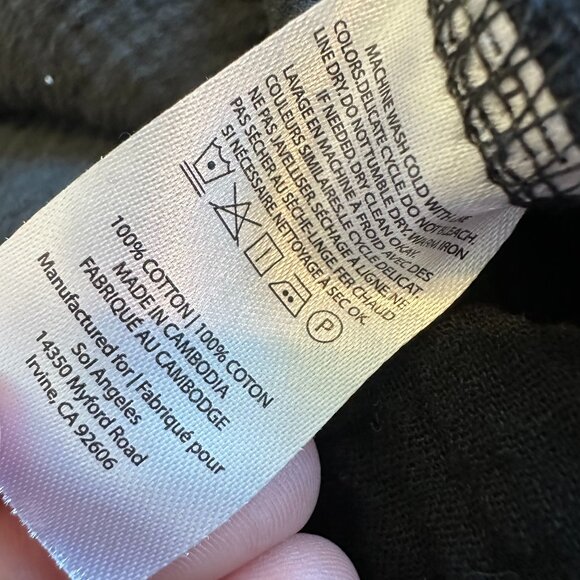 MACHINE WASH COLD WITH LIKE
COLORS.DELICATE CYCLE.DO NOT BLEACH.
LINE DRY.DO NOT TUMBLE DRY.WARM IRON
IF NEEDED.DRY CLEAN OKAY.
LAVAGE EN MACHINE A FROID AVEC DES
COULEURS SIMILAIRES.LE CYCLE DELICAT.
NE PAS JAVELLISER.SÉCHAGE À LIGNE.NE
PAS SÉCHER AU SÈCHE-LINGE.FER CHAUD
SI NÉCESSAIRE NETTOYAGE À SEC OK.
P
100% COTTON | 100% COTON
MADE IN CAMBODIA
FABRIQUÉ AU CAMBODGE
Manufactured for | Fabriqué pour
Sol Angeles
14350 Myford Road
Irvine, CA 92606